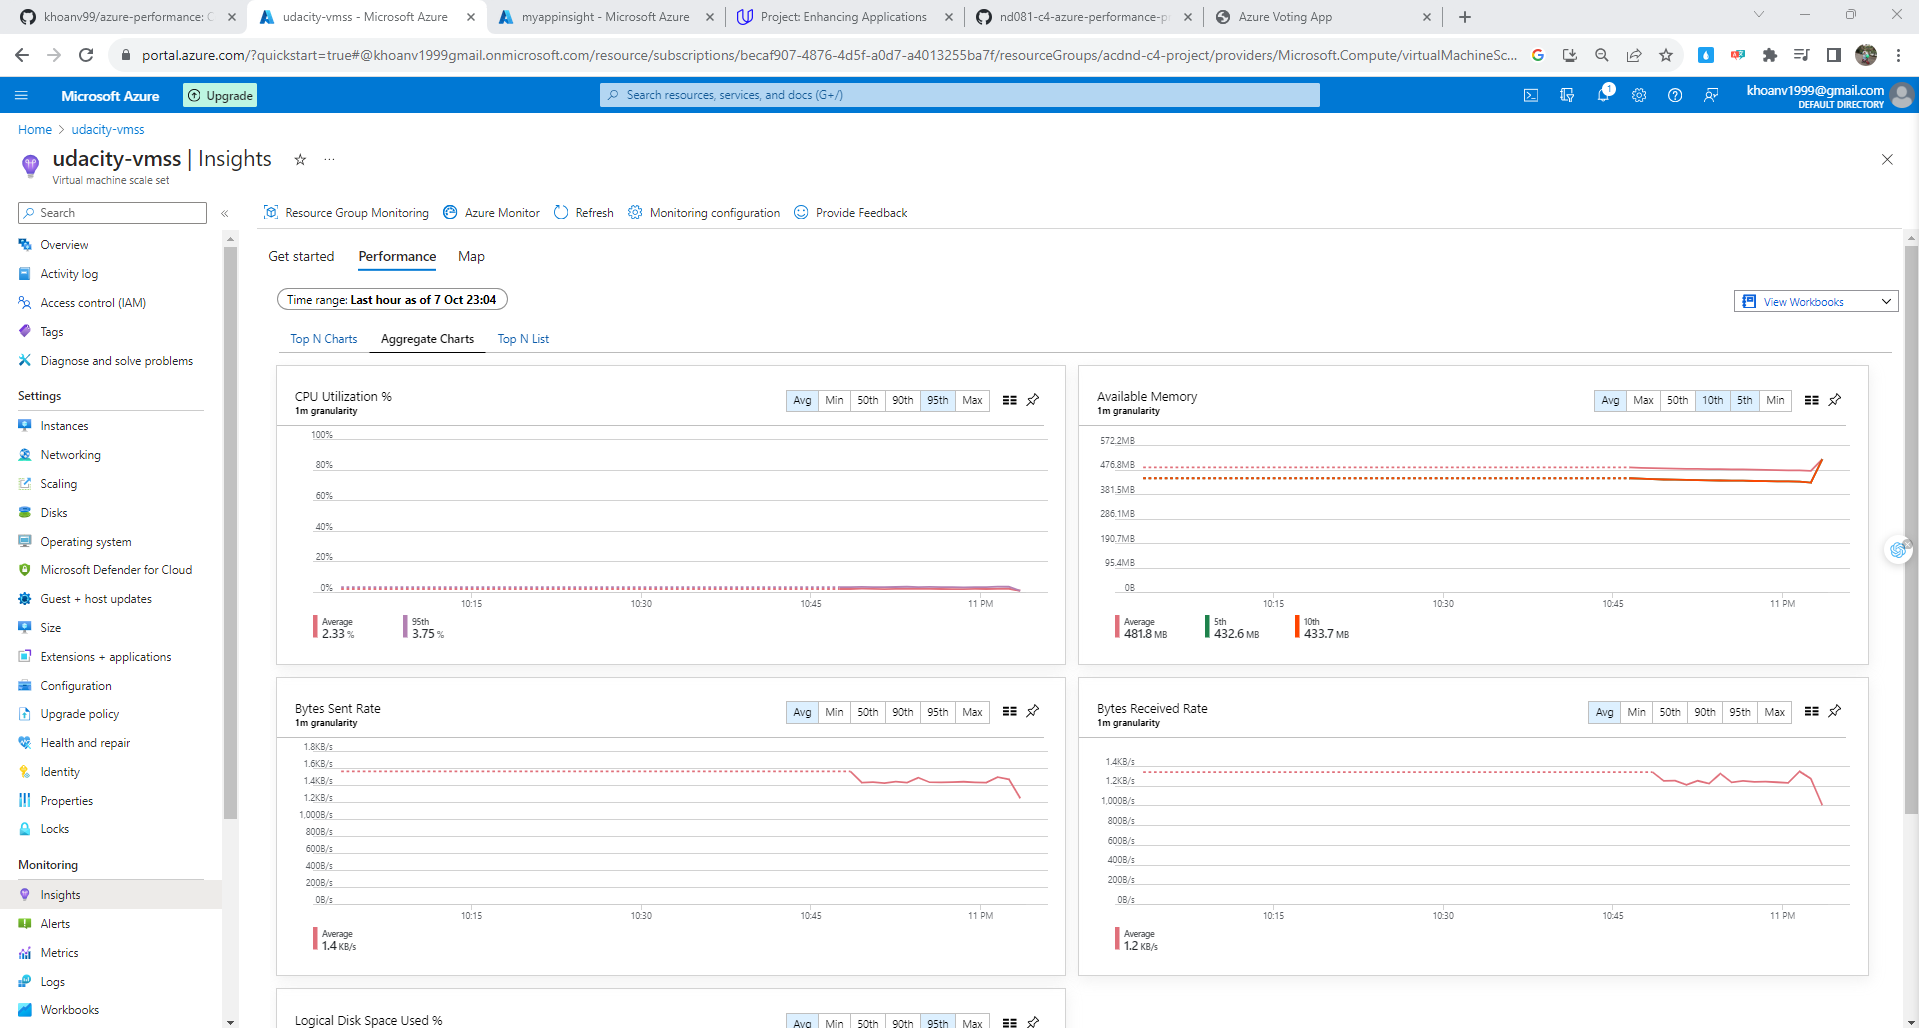 khoanv99/azure-performance: C
udacity-vmss - Microsoft Azure
myappinsight - Microsoft Azure
Project: Enhancing Applications
nd081-c4-azure-performance-pr
Azure Voting App
portal.azure.com/?quickstart=true#@khoanv1999gmail.onmicrosoft.com/resource/subscriptions/becaf907-4876-4d5f-a0d7-a4013255ba7f/resourceGroups/acdnd-c4-project/providers/Microsoft.Compute/virtualMachineSc...
Microsoft Azure
Upgrade
Search resources, services, and docs (G+/)
1
khoanv1999@gmail.com
DEFAULT DIRECTORY
Home > udacity-vmss
udacity-vmss | Insights
Virtual machine scale set
Search
Resource Group Monitoring
Azure Monitor
Refresh
Monitoring configuration
Provide Feedback
Overview
Activity log
Access control (IAM)
Tags
Diagnose and solve problems
Settings
Instances
Networking
Scaling
Disks
Operating system
Microsoft Defender for Cloud
Guest + host updates
Size
Extensions + applications
Configuration
Upgrade policy
Health and repair
Identity
Properties
Locks
Monitoring
Insights
Alerts
Metrics
Logs
Workbooks
Get started Performance Map
Time range: Last hour as of 7 Oct 23:04
View Workbooks
Top N Charts Aggregate Charts Top N List
CPU Utilization %
1m granularity
Avg Min 50th 90th 95th Max
100%
80%
60%
40%
20%
0%
10:15 10:30 10:45 11 PM
Average
2.33 %
95th
3.75 %
Available Memory
1m granularity
Avg Max 50th 10th 5th Min
572.2MB
476.8MB
381.5MB
286.1MB
190.7MB
95.4MB
0B
10:15 10:30 10:45 11 PM
Average
481.8 MB
5th
432.6 MB
10th
433.7 MB
Bytes Sent Rate
1m granularity
Avg Min 50th 90th 95th Max
1.8KB/s
1.6KB/s
1.4KB/s
1.2KB/s
1,000B/s
800B/s
600B/s
400B/s
200B/s
0B/s
10:15 10:30 10:45 11 PM
Average
1.4 KB/s
Bytes Received Rate
1m granularity
Avg Min 50th 90th 95th Max
1.4KB/s
1.2KB/s
1,000B/s
800B/s
600B/s
400B/s
200B/s
0B/s
10:15 10:30 10:45 11 PM
Average
1.2 KB/s
Logical Disk Space Used %
Avg Min 50th 90th 95th Max